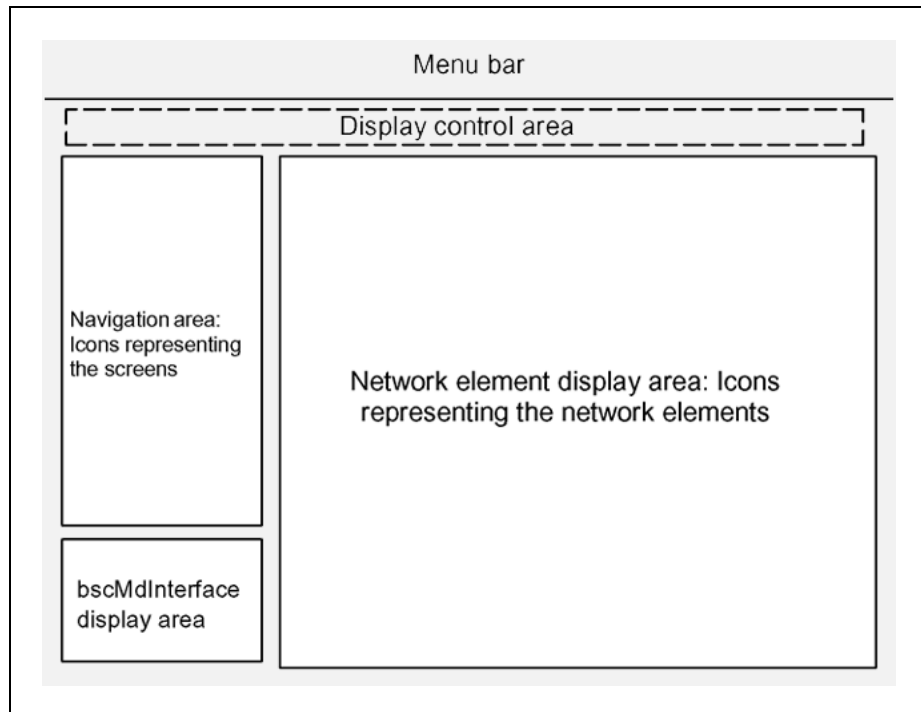 Menu bar
Display control area
Navigation area:
Icons representing
the screens
Network element display area: Icons
representing the network elements
bscMdInterface
display area